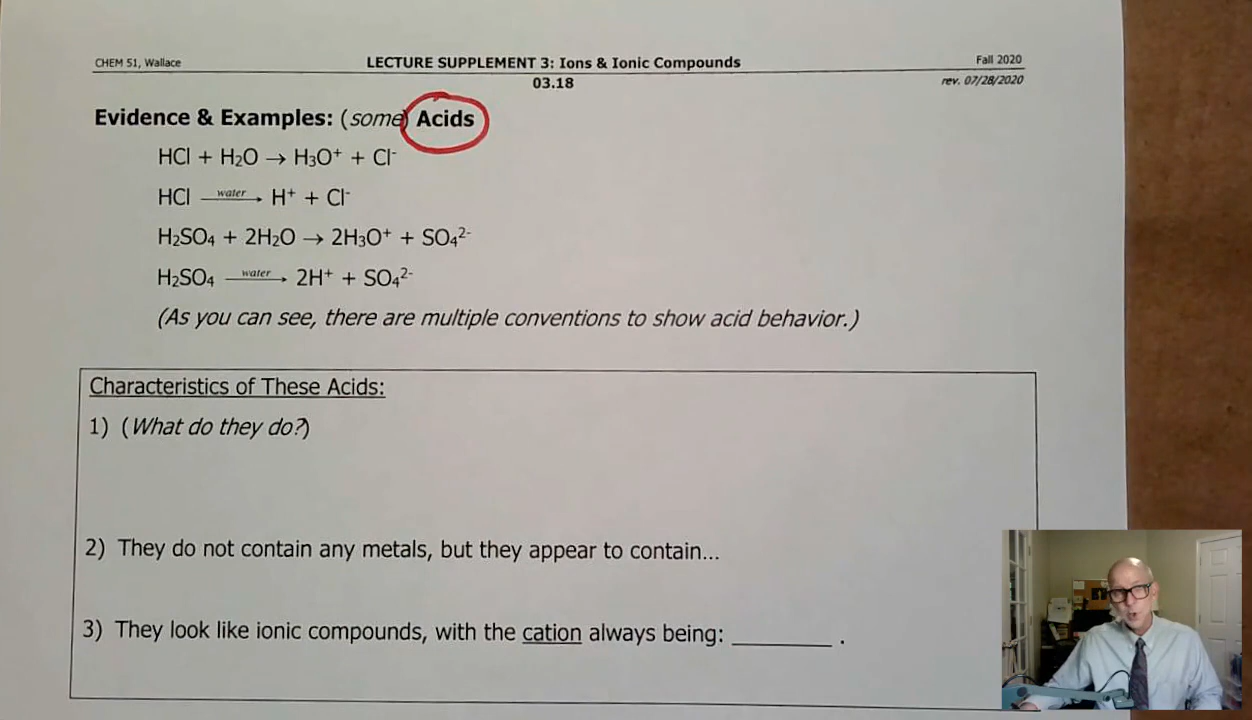 CHEM 51, Wallace
LECTURE SUPPLEMENT 3: Ions & Ionic Compounds
Fall 2020
03.18
rev. 07/28/2020
Evidence & Examples: (some) Acids
HCl + H₂O → H₃O⁺ + Cl⁻
HCl —water→ H⁺ + Cl⁻
H₂SO₄ + 2H₂O → 2H₃O⁺ + SO₄²⁻
H₂SO₄ —water→ 2H⁺ + SO₄²⁻
(As you can see, there are multiple conventions to show acid behavior.)
Characteristics of These Acids:
1) (What do they do?)
2) They do not contain any metals, but they appear to contain...
3) They look like ionic compounds, with the cation always being: ________ .